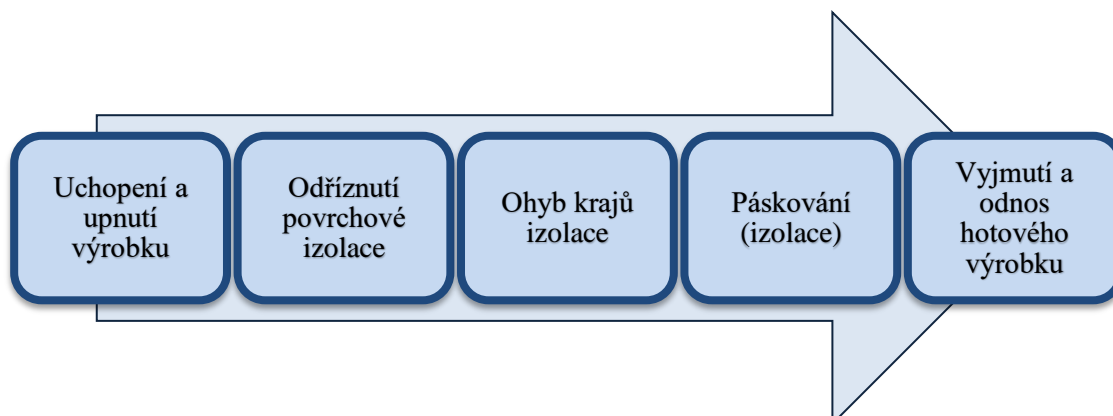 Uchopení a
upnutí
výrobku
Odříznutí
povrchové
izolace
Ohyb krajů
izolace
Páskování
(izolace)
Vyjmutí a
odnos
hotového
výrobku